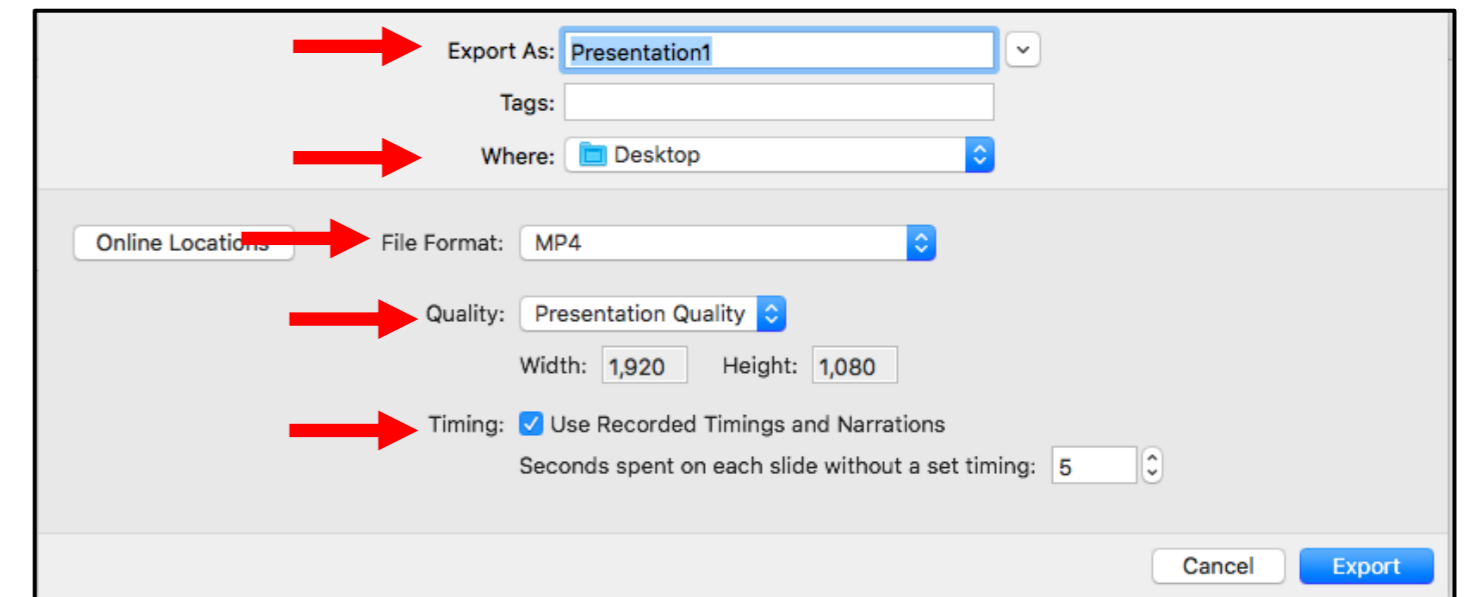 Export As: Presentation1
Tags:
Where: Desktop
Online Locations File Format: MP4
Quality: Presentation Quality
Width: 1,920 Height: 1,080
Timing: Use Recorded Timings and Narrations
Seconds spent on each slide without a set timing: 5
Cancel Export